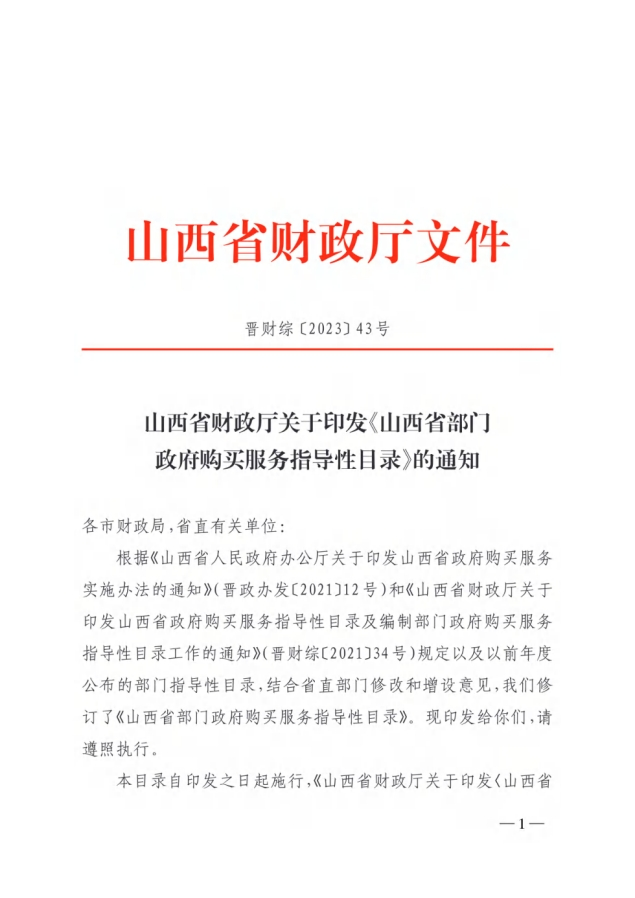 山西省财政厅文件
晋财综〔2023〕43号
山西省财政厅关于印发《山西省部门
政府购买服务指导性目录》的通知
各市财政局,省直有关单位:
根据《山西省人民政府办公厅关于印发山西省政府购买服务
实施办法的通知》(晋政办发〔2021〕12号)和《山西省财政厅关于
印发山西省政府购买服务指导性目录及编制部门政府购买服务
指导性目录工作的通知》(晋财综〔2021〕34号)规定以及以前年度
公布的部门指导性目录,结合省直部门修改和增设意见,我们修
订了《山西省部门政府购买服务指导性目录》。现印发给你们,请
遵照执行。
本目录自印发之日起施行,《山西省财政厅关于印发〈山西省
—1—